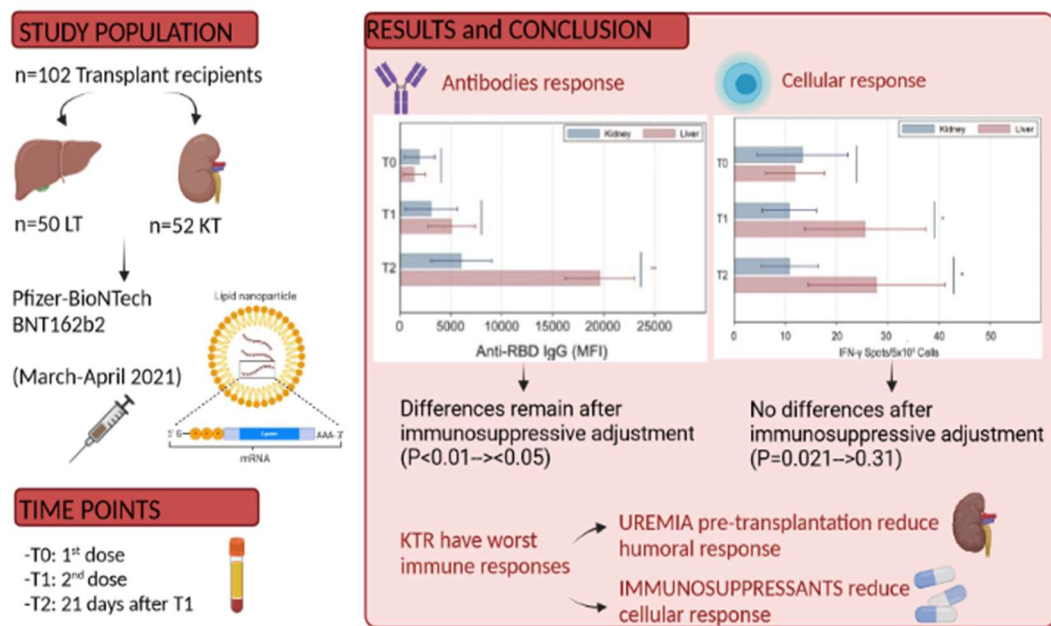 STUDY POPULATION
n=102 Transplant recipients
n=50 LT
n=52 KT
Pfizer-BioNTech
BNT162b2
(March-April 2021)
Lipid nanoparticle
AAA-3'
mRNA
TIME POINTS
-T0: 1st dose
-T1: 2nd dose
-T2: 21 days after T1
RESULTS and CONCLUSION
Antibodies response
Kidney
Liver
T0
T1
T2
0
5000
10000
15000
20000
25000
Anti-RBD IgG (MFI)
Differences remain after
immunosuppressive adjustment
(P<0.01--><0.05)
Cellular response
Kidney
Liver
T0
T1
T2
0
10
20
30
40
50
IFN-γ Spots/5x10⁵ Cells
No differences after
immunosuppressive adjustment
(P=0.021-->0.31)
KTR have worst
immune responses
UREMIA pre-transplantation reduce
humoral response
IMMUNOSUPPRESSANTS reduce
cellular response